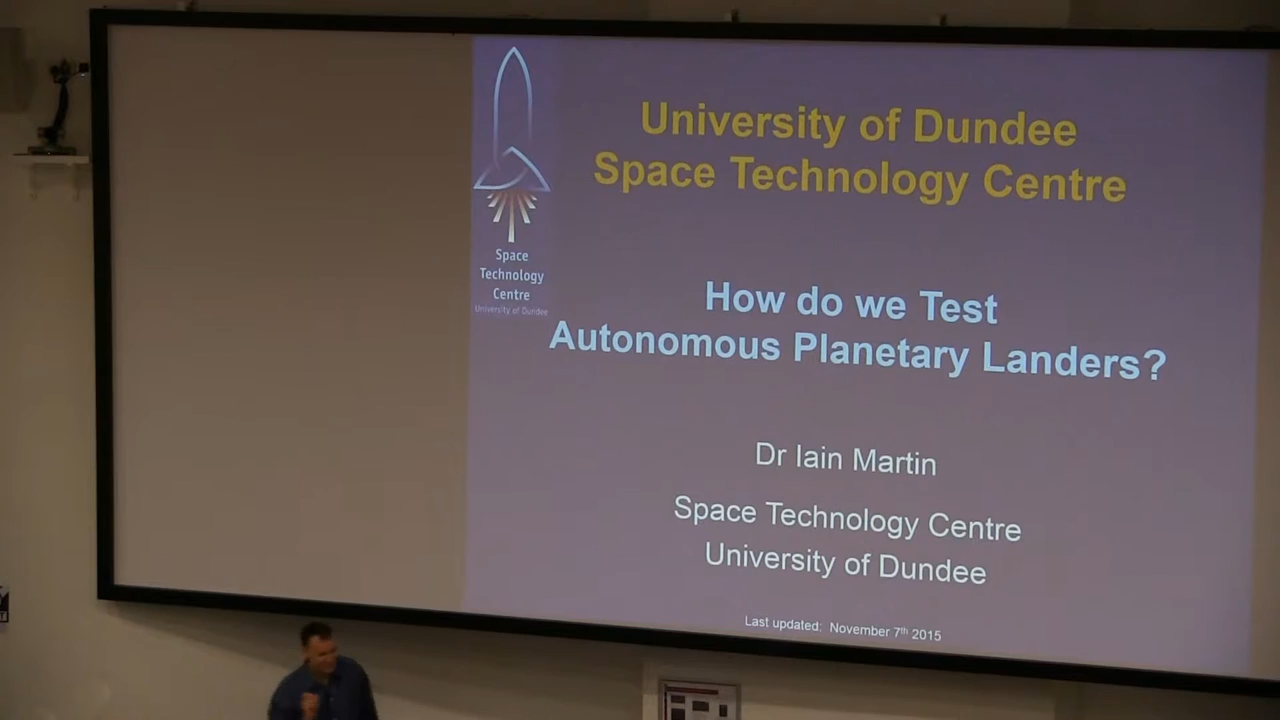 University of Dundee
Space Technology Centre
Space
Technology
Centre
University of Dundee
How do we Test
Autonomous Planetary Landers?
Dr Iain Martin
Space Technology Centre
University of Dundee
Last updated: November 7th 2015